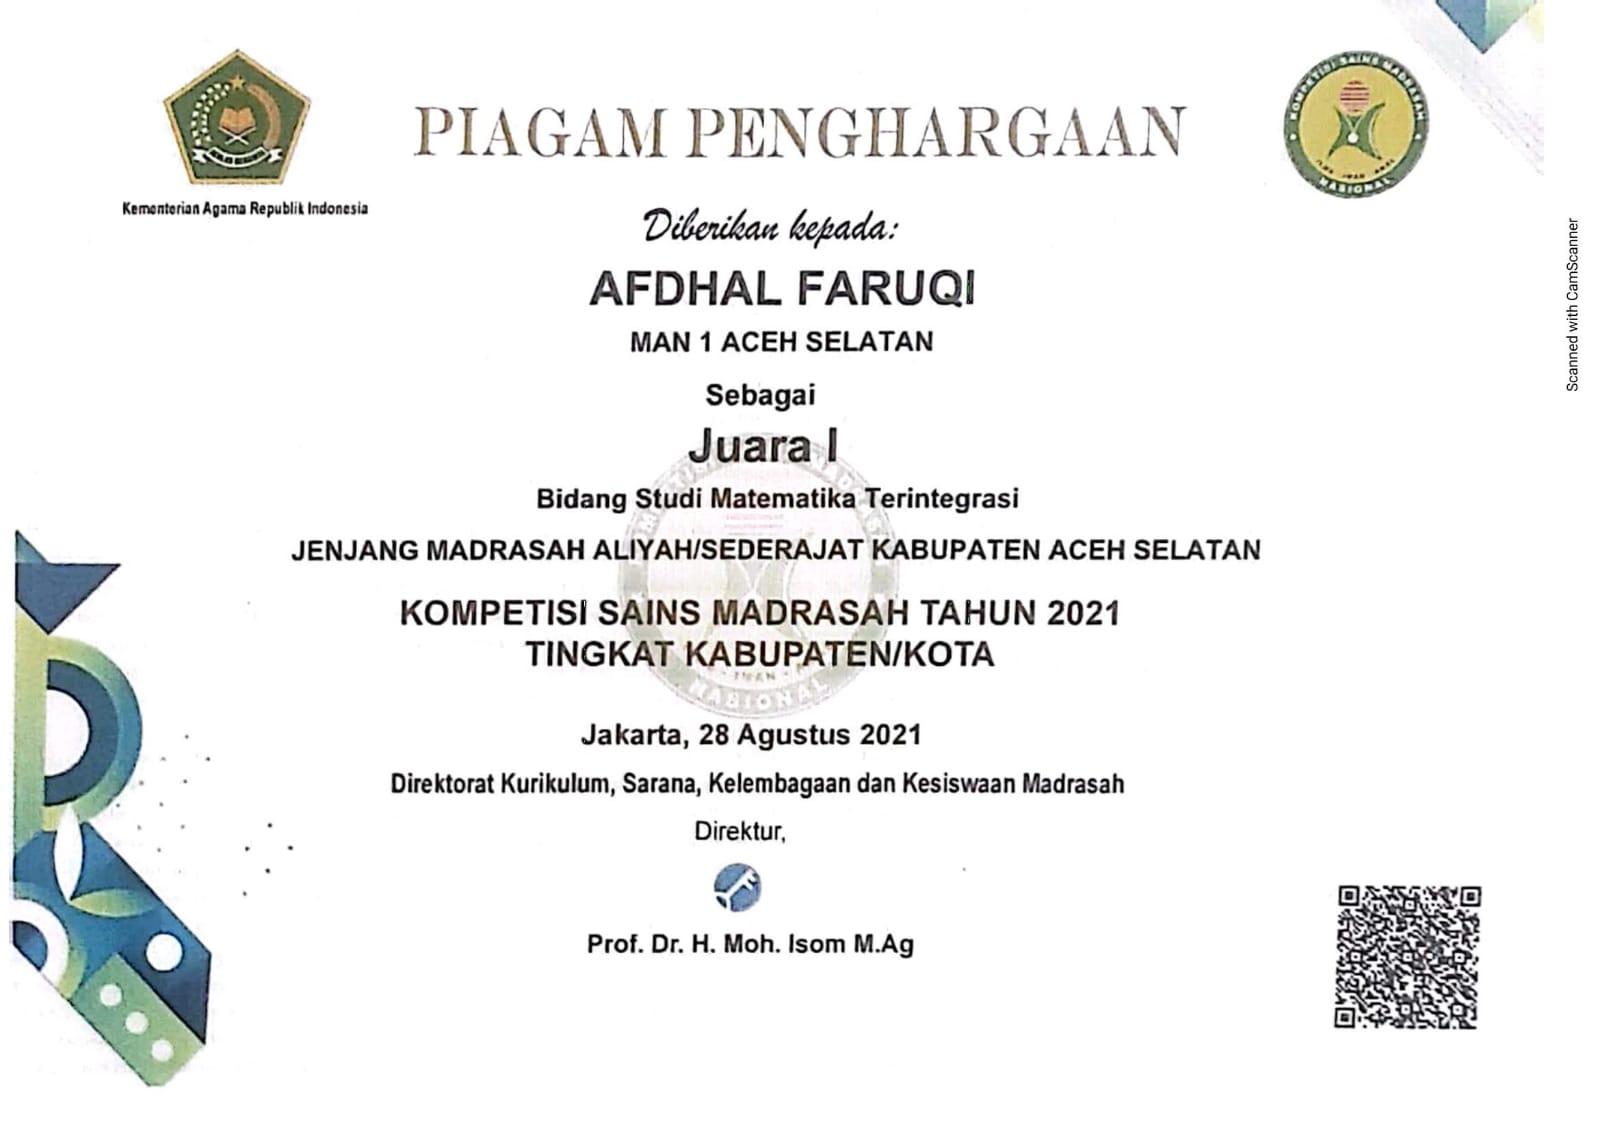 PIAGAM PENGHARGAAN
KOMPETISI SAINS MADRASAH
NASIONAL
Kementerian Agama Republik Indonesia
Diberikan kepada:
AFDHAL FARUQI
MAN 1 ACEH SELATAN
Sebagai
Juara I
Bidang Studi Matematika Terintegrasi
JENJANG MADRASAH ALIYAH/SEDERAJAT KABUPATEN ACEH SELATAN
KOMPETISI SAINS MADRASAH TAHUN 2021
TINGKAT KABUPATEN/KOTA
NASIONAL
Jakarta, 28 Agustus 2021
Direktorat Kurikulum, Sarana, Kelembagaan dan Kesiswaan Madrasah
Direktur,
Prof. Dr. H. Moh. Isom M.Ag
Scanned with CamScanner